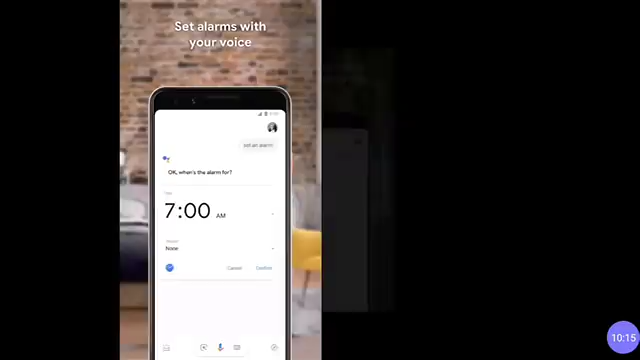 Set alarms with
your voice
set an alarm
OK, when's the alarm for?
Time
7:00 AM
None
Cancel
Confirm
10:15